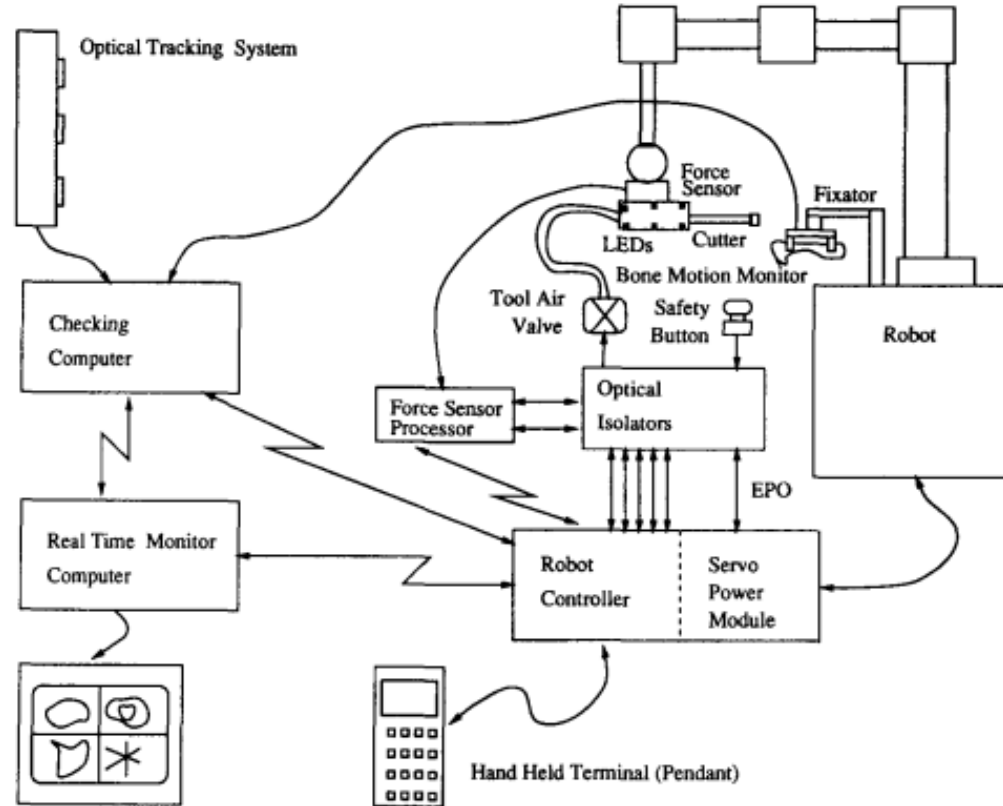 Optical Tracking System
Force
Sensor
Fixator
LEDs
Cutter
Bone Motion Monitor
Tool Air
Valve
Safety
Button
Robot
Checking
Computer
Optical
Isolators
Force Sensor
Processor
EPO
Real Time Monitor
Computer
Robot
Controller
Servo
Power
Module
Hand Held Terminal (Pendant)